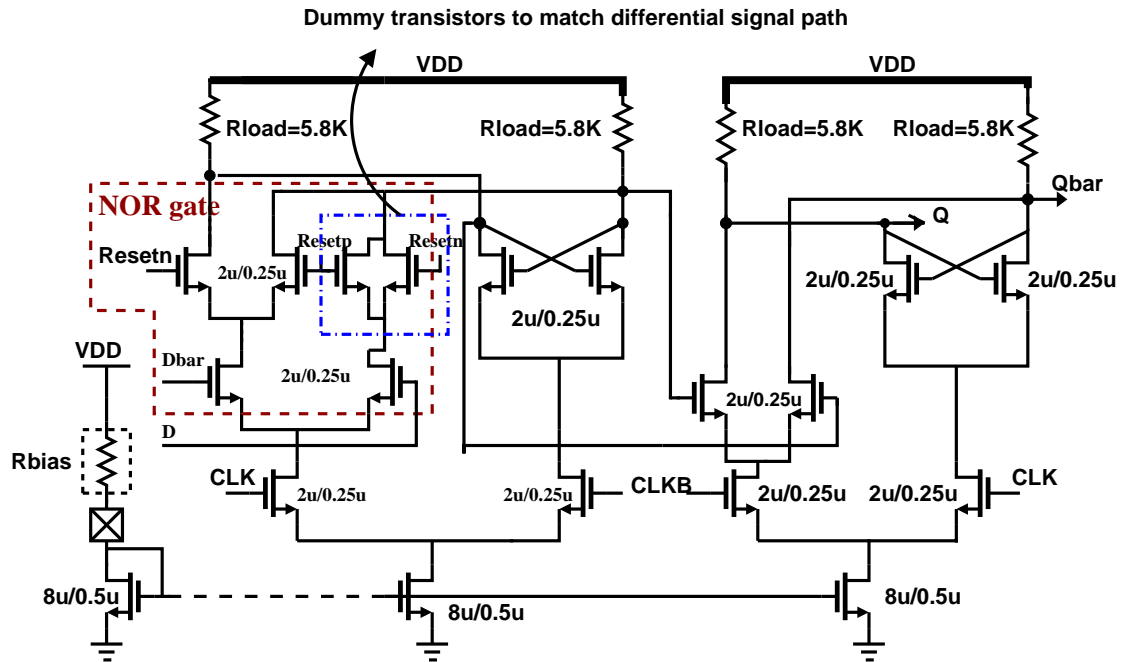 Dummy transistors to match differential signal path
VDD
VDD
Rload=5.8K
Rload=5.8K
Rload=5.8K
Rload=5.8K
Qbar
NOR gate
Q
Resetn
2u/0.25u
Resetp
Resetn
2u/0.25u
2u/0.25u
2u/0.25u
VDD
Dbar
2u/0.25u
2u/0.25u
D
Rbias
CLK
2u/0.25u
2u/0.25u
CLKB
2u/0.25u
2u/0.25u
CLK
8u/0.5u
8u/0.5u
8u/0.5u